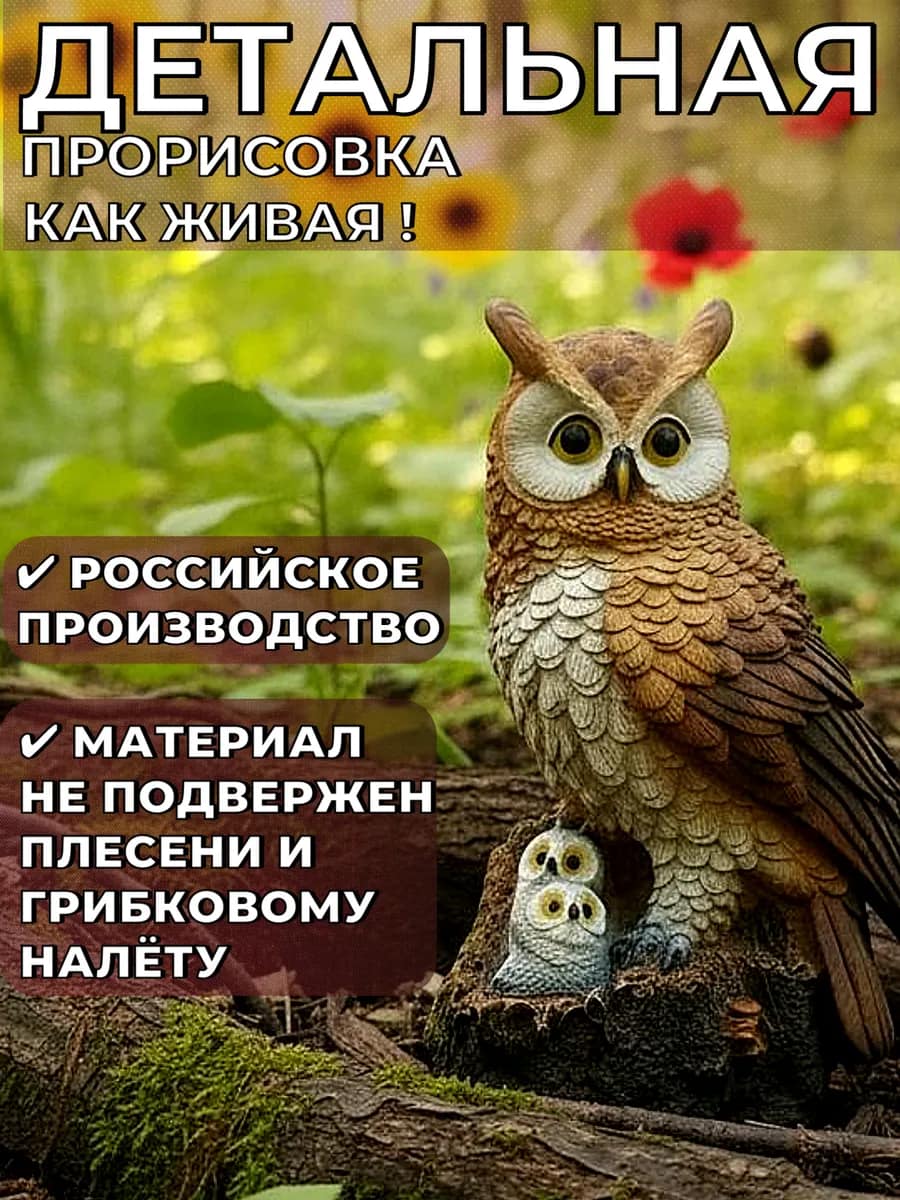 ДЕТАЛЬНАЯ
ПРОРИСОВКА
КАК ЖИВАЯ !
✔ РОССИЙСКОЕ
ПРОИЗВОДСТВО
✔ МАТЕРИАЛ
НЕ ПОДВЕРЖЕН
ПЛЕСЕНИ И
ГРИБКОВОМУ
НАЛЁТУ